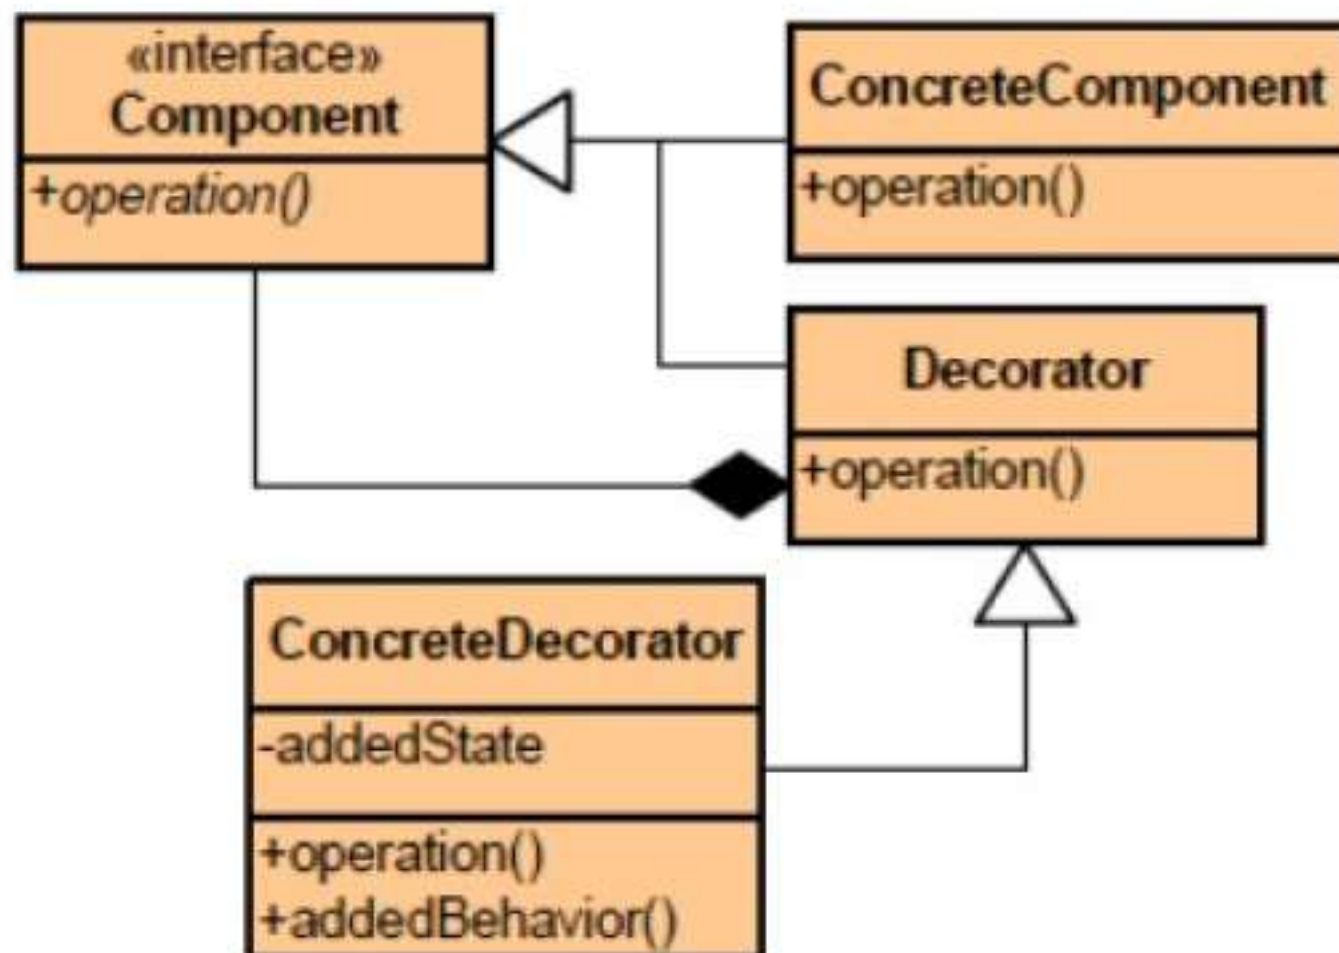 «interface»
Component
+operation()
ConcreteComponent
+operation()
Decorator
+operation()
ConcreteDecorator
-addedState
+operation()
+addedBehavior()